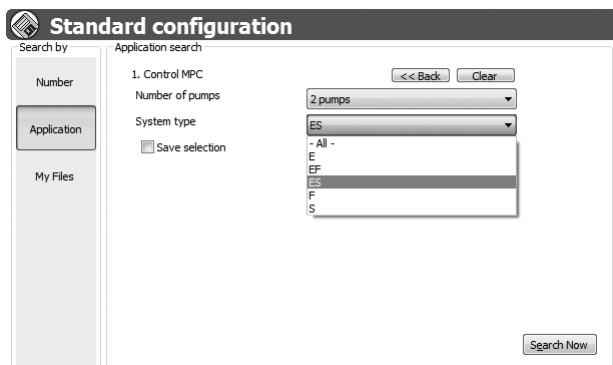 Standard configuration
Search by
Application search
Number
Application
My Files
1. Control MPC
<< Back
Clear
Number of pumps
2 pumps
System type
ES
Save selection
- All -
E
EF
ES
F
S
Search Now